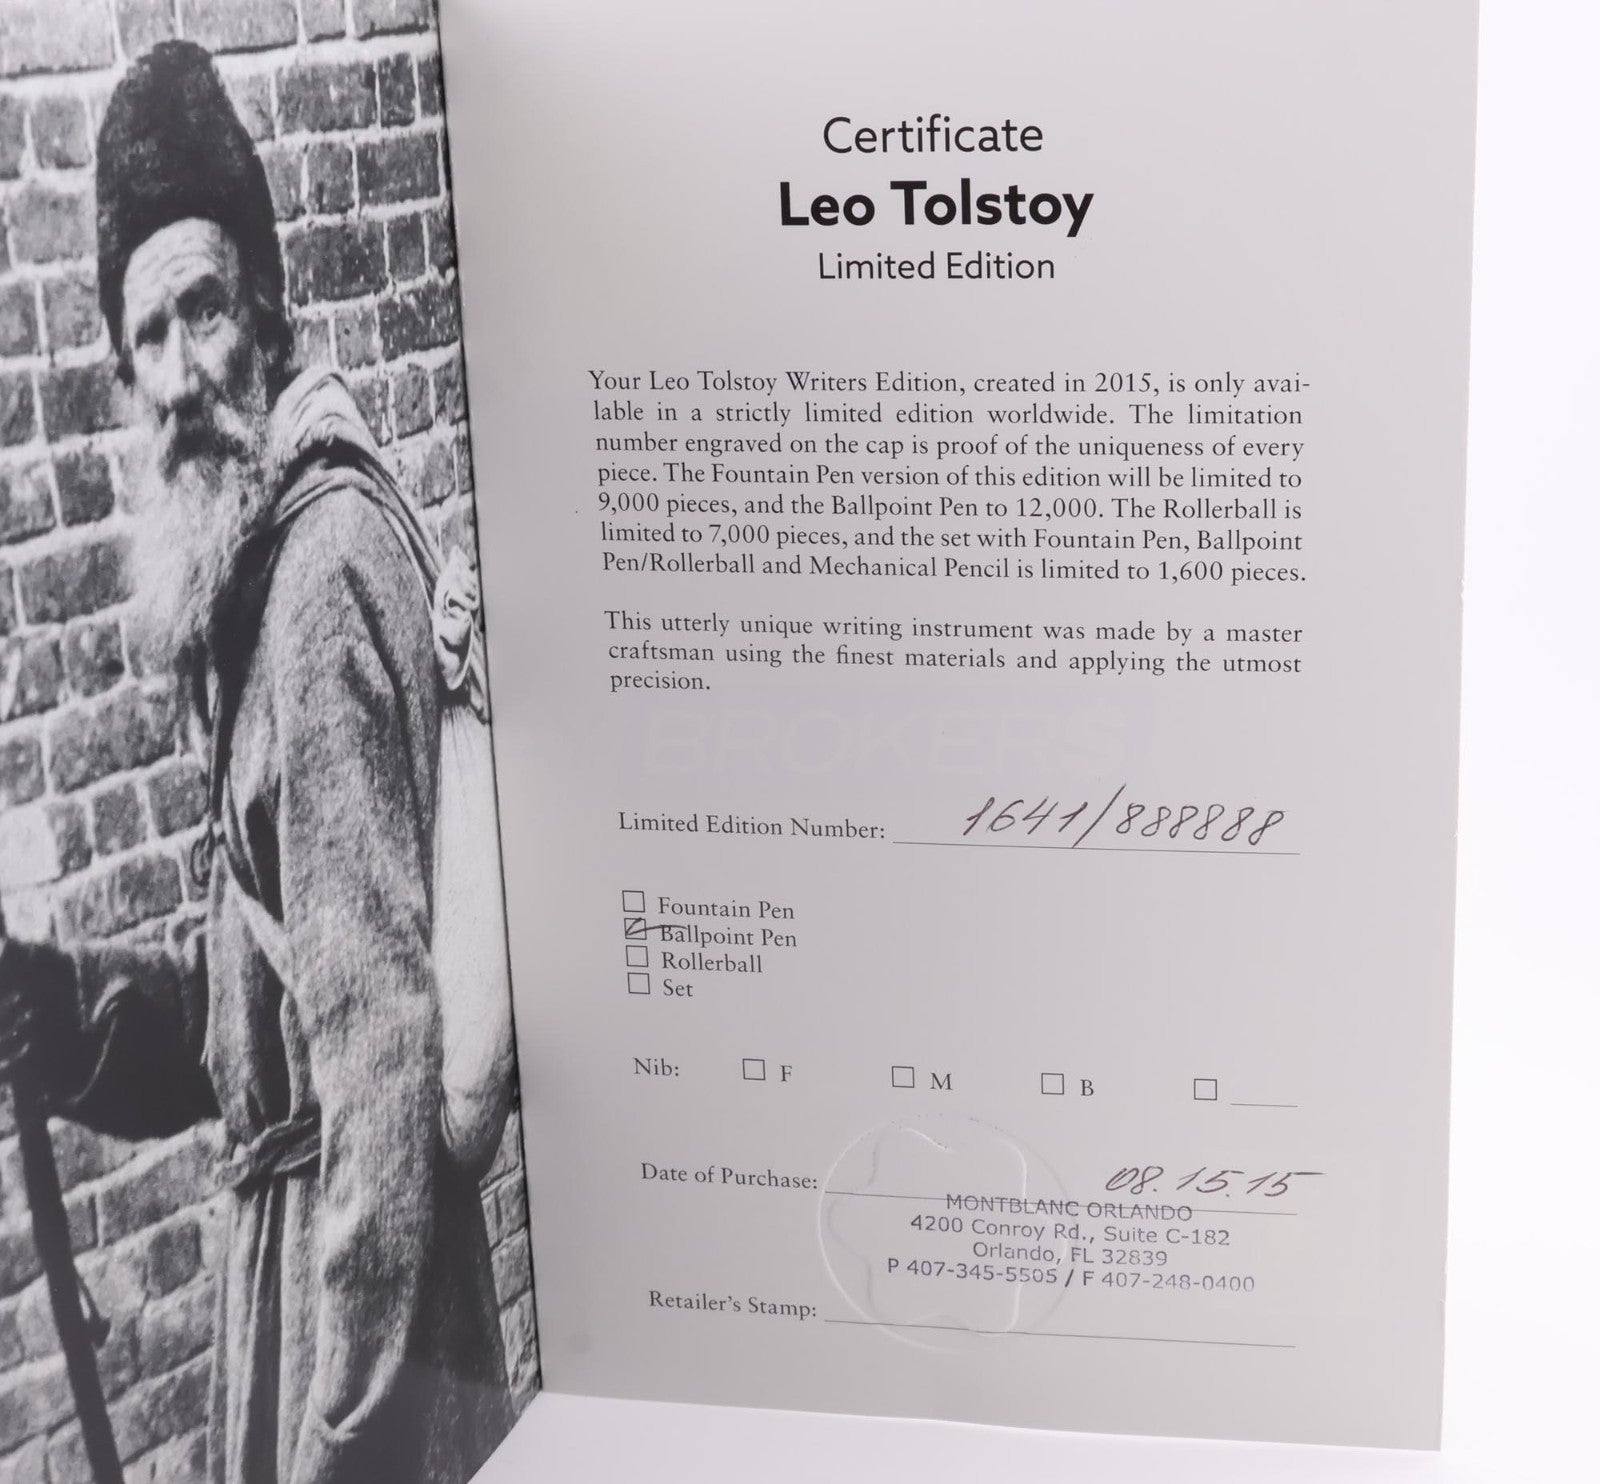 Certificate
Leo Tolstoy
Limited Edition
Your Leo Tolstoy Writers Edition, created in 2015, is only avai-
lable in a strictly limited edition worldwide. The limitation
number engraved on the cap is proof of the uniqueness of every
piece. The Fountain Pen version of this edition will be limited to
9,000 pieces, and the Ballpoint Pen to 12,000. The Rollerball is
limited to 7,000 pieces, and the set with Fountain Pen, Ballpoint
Pen/Rollerball and Mechanical Pencil is limited to 1,600 pieces.
This utterly unique writing instrument was made by a master
craftsman using the finest materials and applying the utmost
precision.
BROKERS
Limited Edition Number: 1641/888888
Fountain Pen
Ballpoint Pen
Rollerball
Set
Nib: F M B
Date of Purchase: 08.15.15
MONTBLANC ORLANDO
4200 Conroy Rd., Suite C-182
Orlando, FL 32839
P 407-345-5505 / F 407-248-0400
Retailer's Stamp: